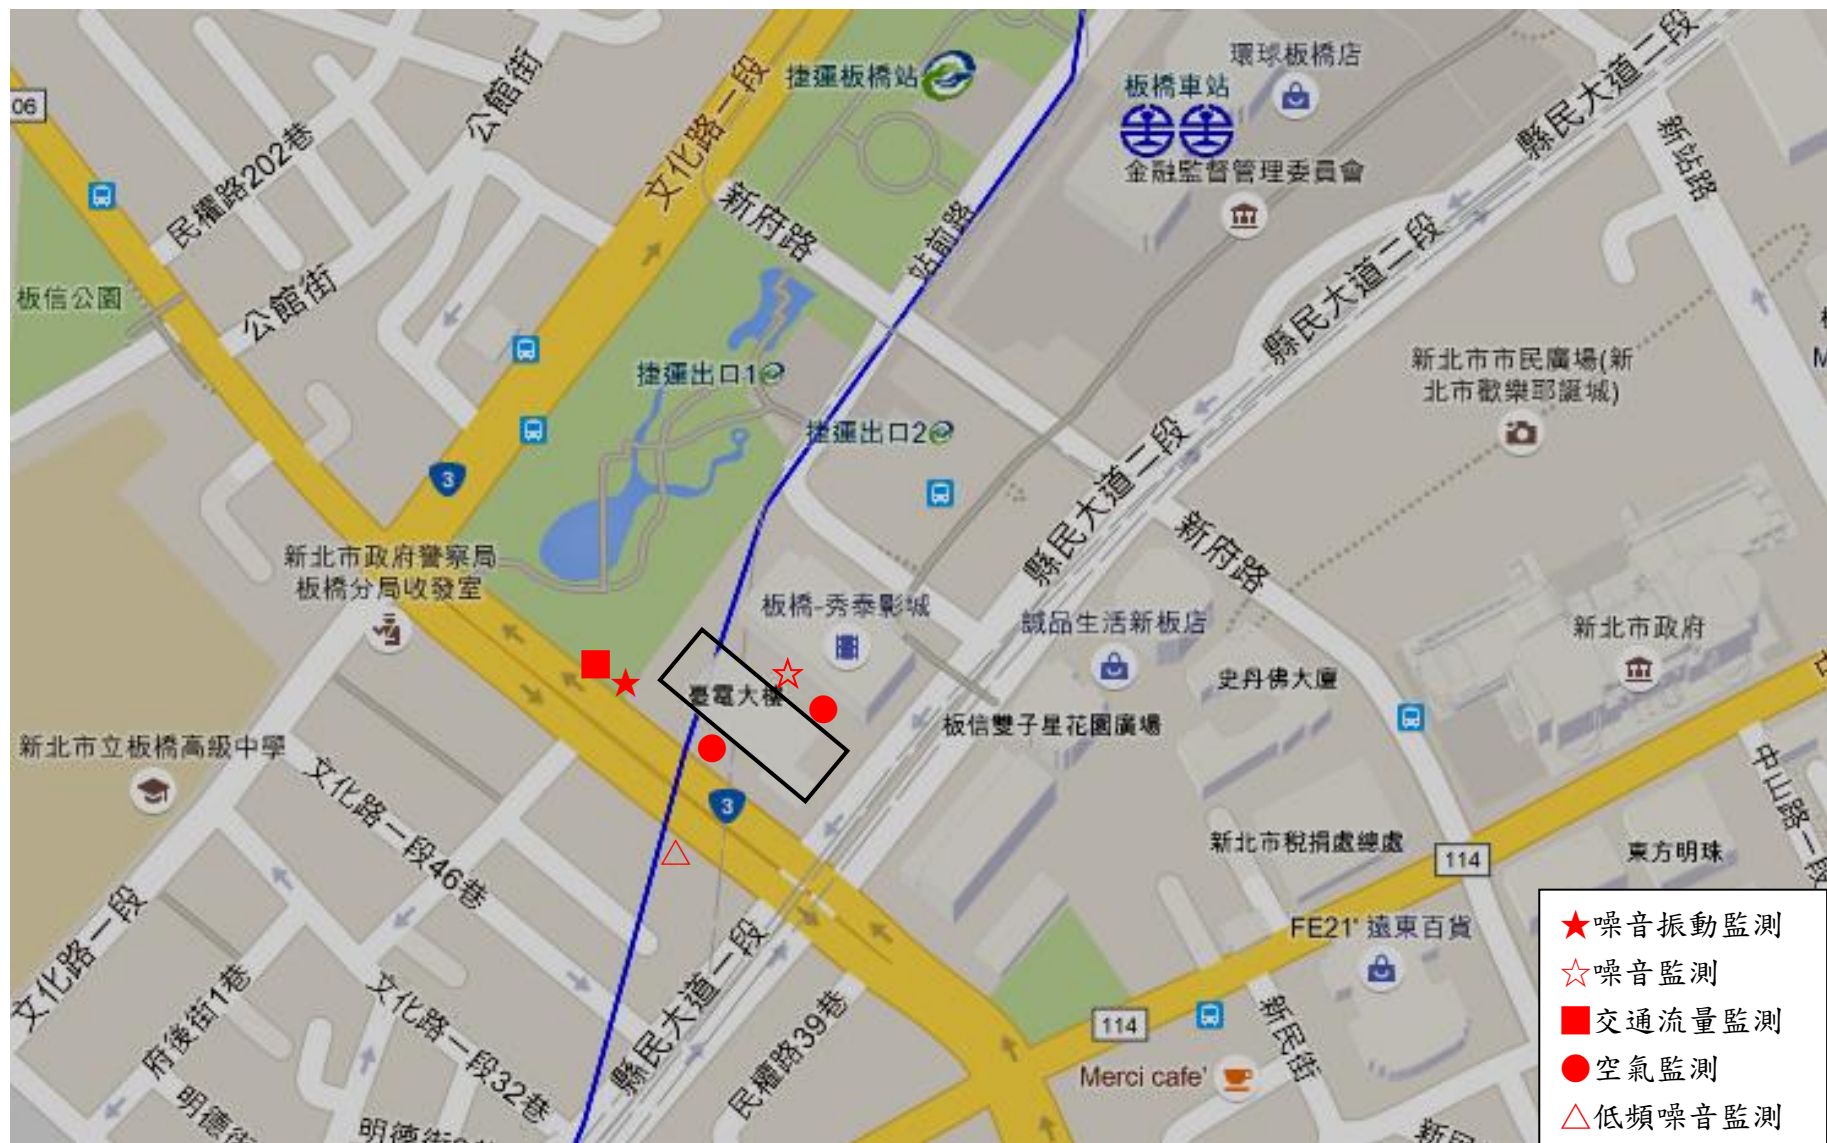 06
公館街
文化路一段
捷運板橋站
板橋車站
環球板橋店
縣民大道二段
金融監督管理委員會
新站路
民權路202巷
新府路
站前路
縣民大道二段
板信公園
公館街
捷運出口1
捷運出口2
縣民大道二段
新北市市民廣場(新
北市歡樂耶誕城)
3
新北市政府警察局
板橋分局收發室
新府路
板橋-秀泰影城
誠品生活新板店
史丹佛大廈
新北市政府
臺電大樓
板信雙子星花園廣場
新北市立板橋高級中學
文化路一段46巷
3
中山路一段
新北市稅捐處總處
114
東方明珠
文化路一段
府後街1巷
文化路一段32巷
縣民大道二段
民權路39巷
FE21' 遠東百貨
114
新民街
Merci cafe'
明德街
★噪音振動監測
☆噪音監測
■交通流量監測
●空氣監測
△低頻噪音監測